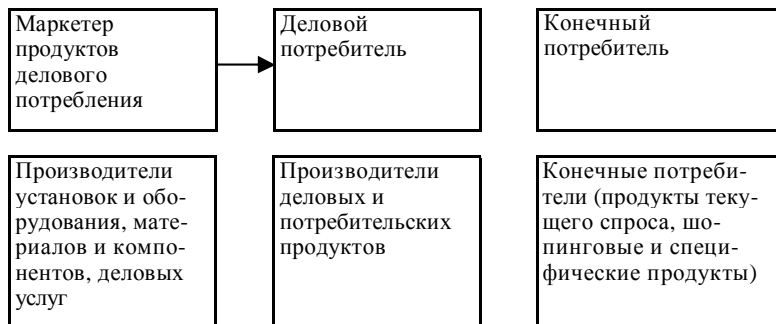 Маркетер
продуктов
делового
потребления
Деловой
потребитель
Конечный
потребитель
Производители
установок и обо-
рудования, мате-
риалов и компо-
нентов, деловых
услуг
Производители
деловых и
потребительских
продуктов
Конечные потреби-
тели (продукты теку-
щего спроса, шо-
пинговые и специ-
фические продукты)